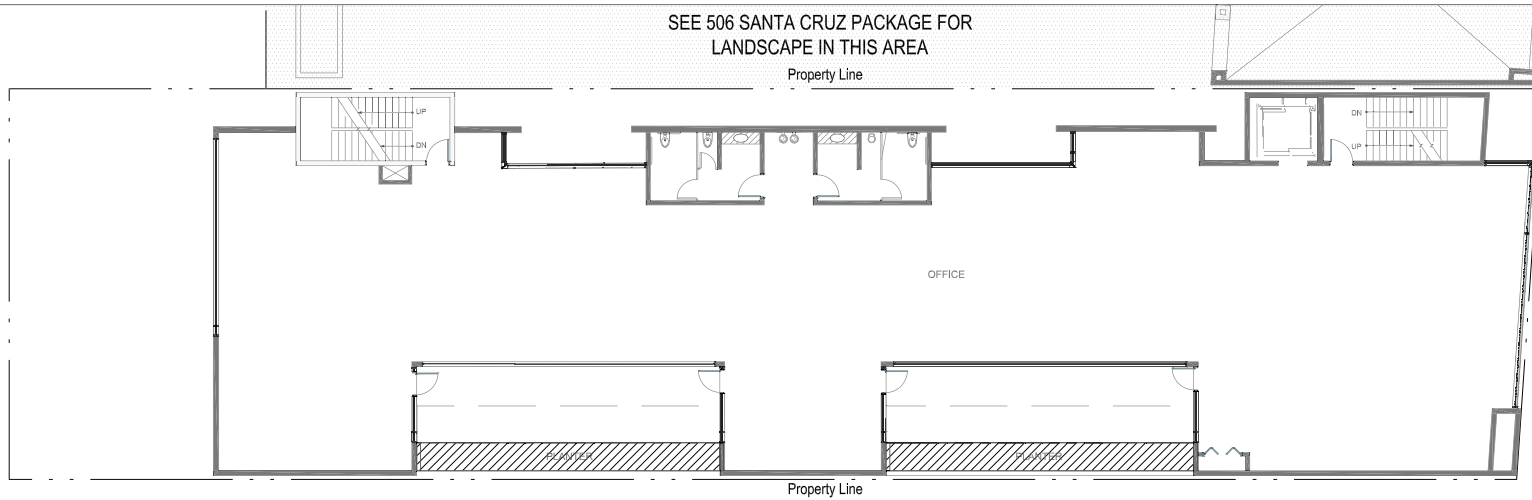 SEE 506 SANTA CRUZ PACKAGE FOR
LANDSCAPE IN THIS AREA
Property Line
UP
DN
DN
UP
OFFICE
PLANTER
PLANTER
Property Line